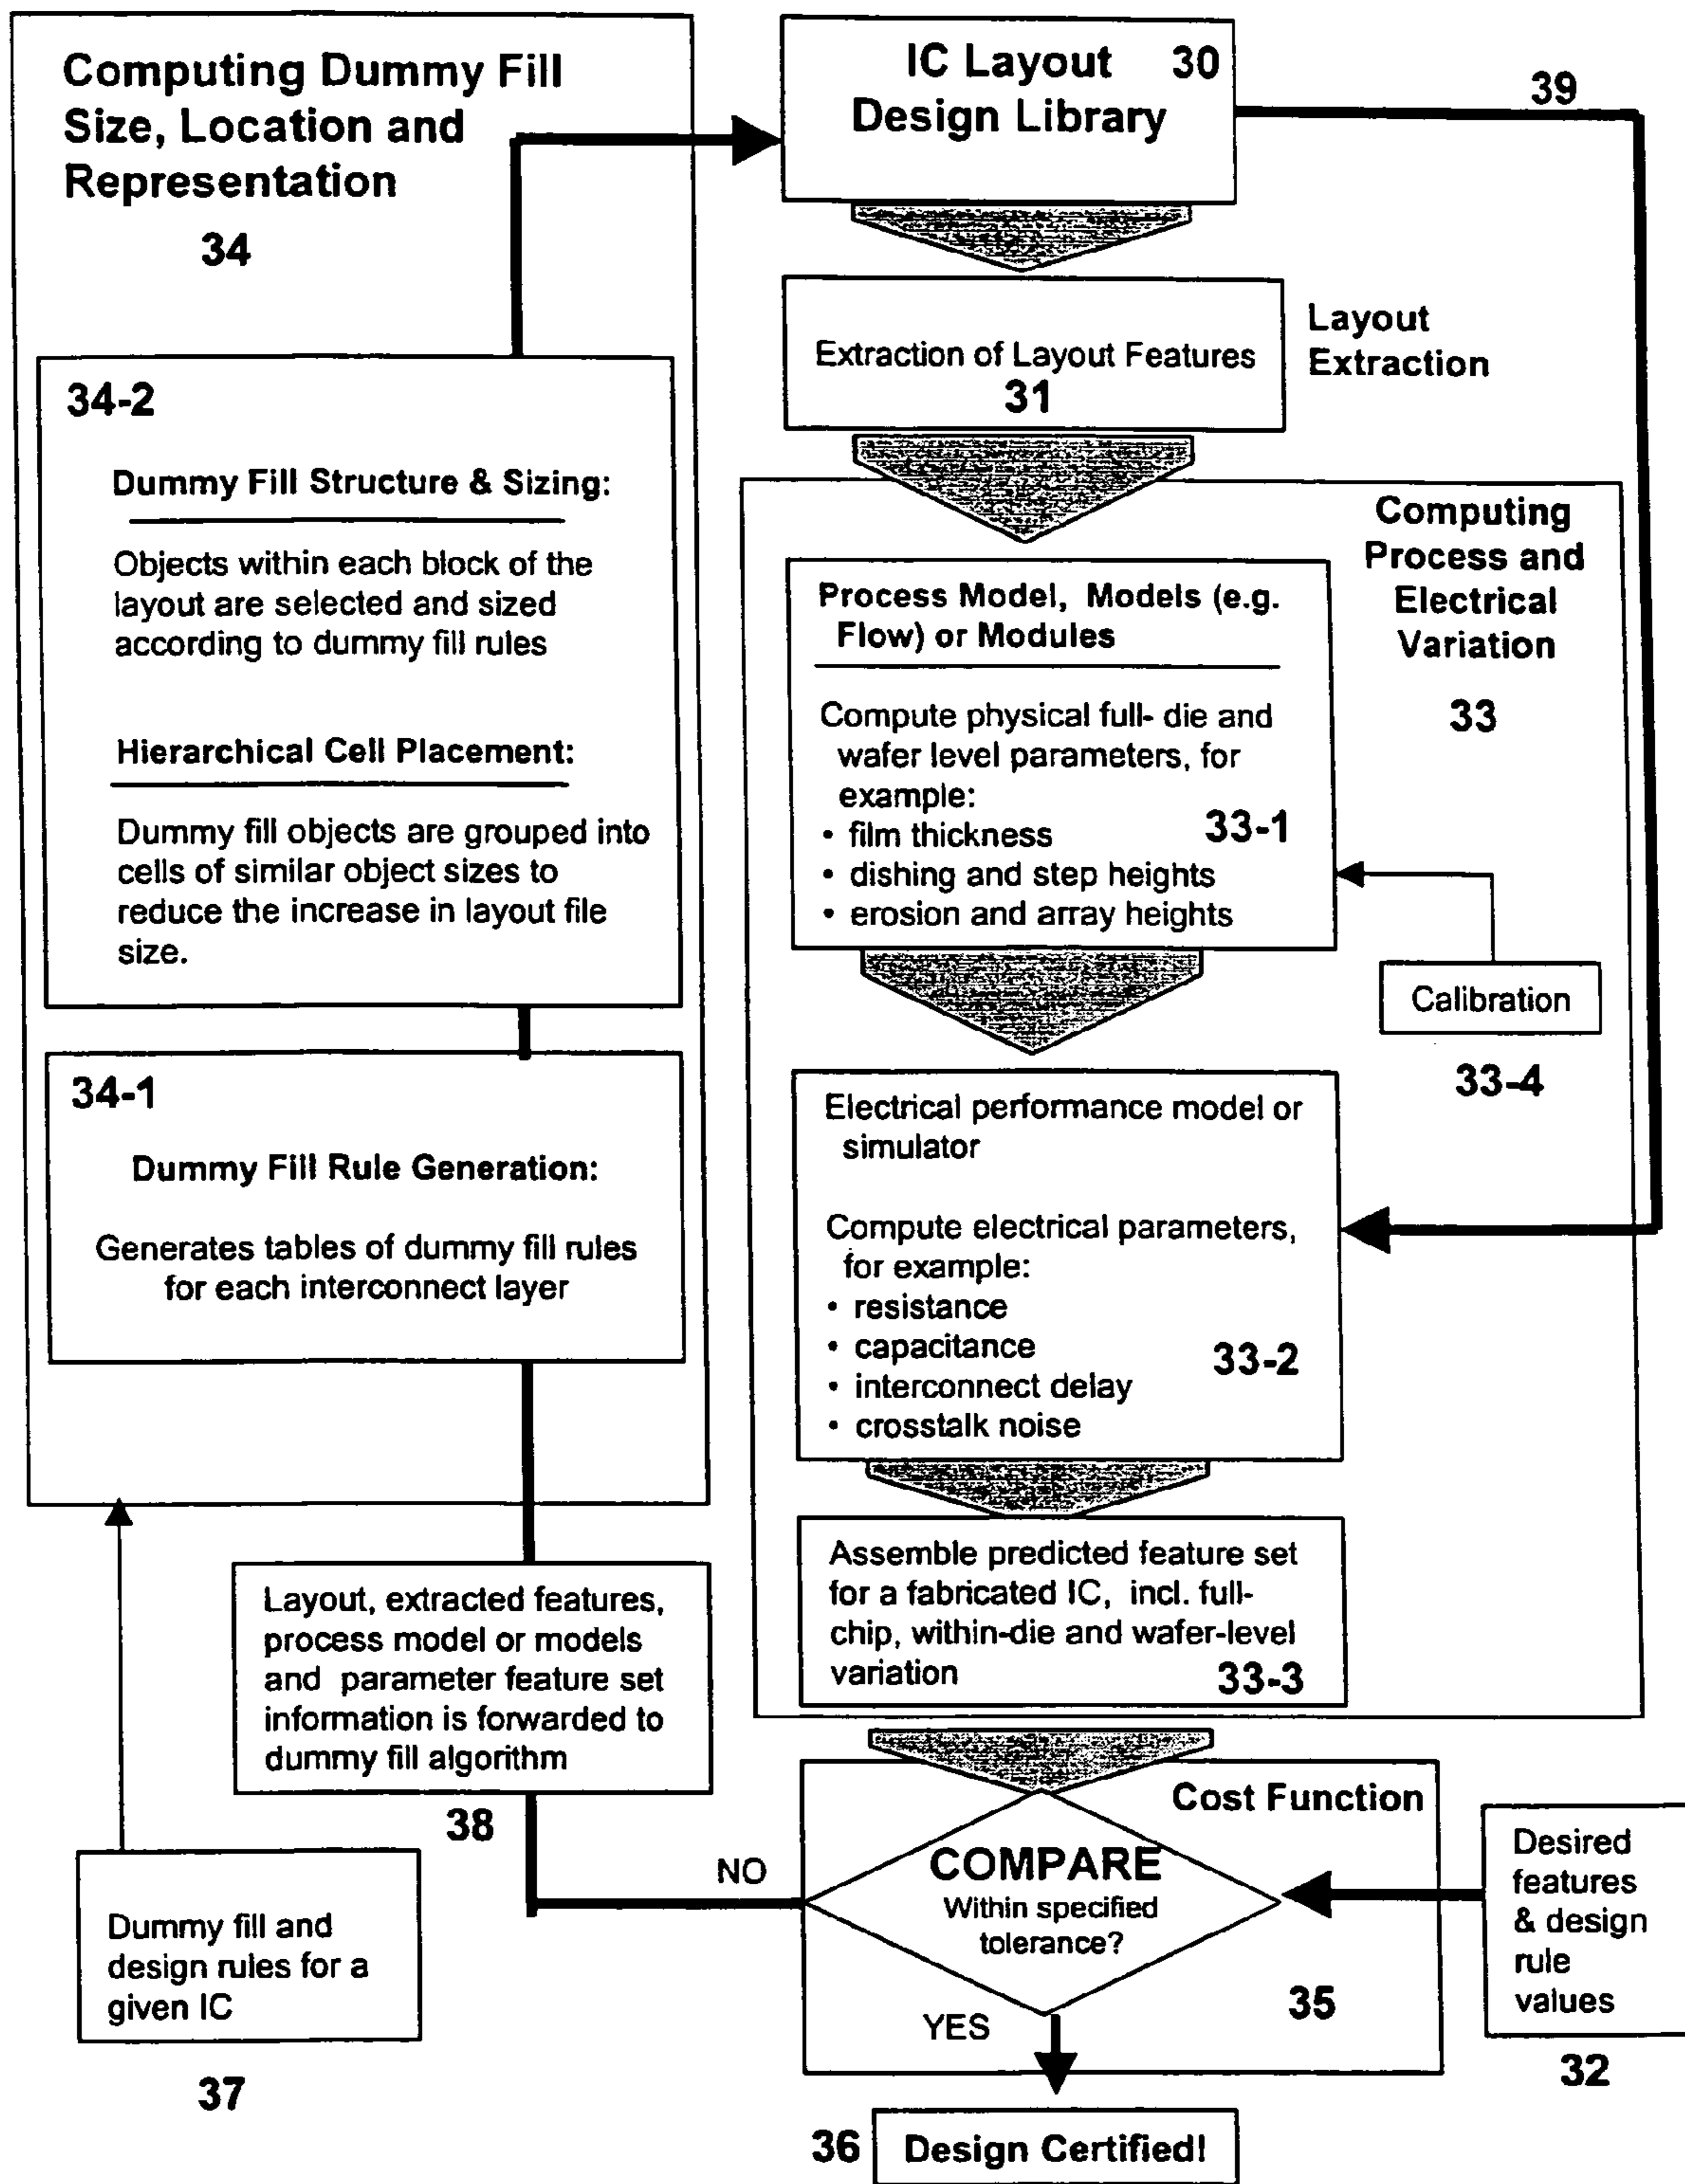 Computing Dummy Fill
Size, Location and
Representation
34
34-2
Dummy Fill Structure & Sizing:
Objects within each block of the
layout are selected and sized
according to dummy fill rules
Hierarchical Cell Placement:
Dummy fill objects are grouped into
cells of similar object sizes to
reduce the increase in layout file
size.
34-1
Dummy Fill Rule Generation:
Generates tables of dummy fill rules
for each interconnect layer
Layout, extracted features,
process model or models
and parameter feature set
information is forwarded to
dummy fill algorithm
38
Dummy fill and
design rules for a
given IC
37
IC Layout 30
Design Library
39
Extraction of Layout Features
31
Layout
Extraction
Computing
Process and
Electrical
Variation
33
Process Model, Models (e.g.
Flow) or Modules
Compute physical full- die and
wafer level parameters, for
example:
• film thickness 33-1
• dishing and step heights
• erosion and array heights
Calibration
33-4
Electrical performance model or
simulator
Compute electrical parameters,
for example:
• resistance
• capacitance 33-2
• interconnect delay
• crosstalk noise
Assemble predicted feature set
for a fabricated IC, incl. full-
chip, within-die and wafer-level
variation 33-3
Cost Function
COMPARE
Within specified
tolerance?
NO
YES
35
Desired
features
& design
rule
values
32
36 Design Certified!